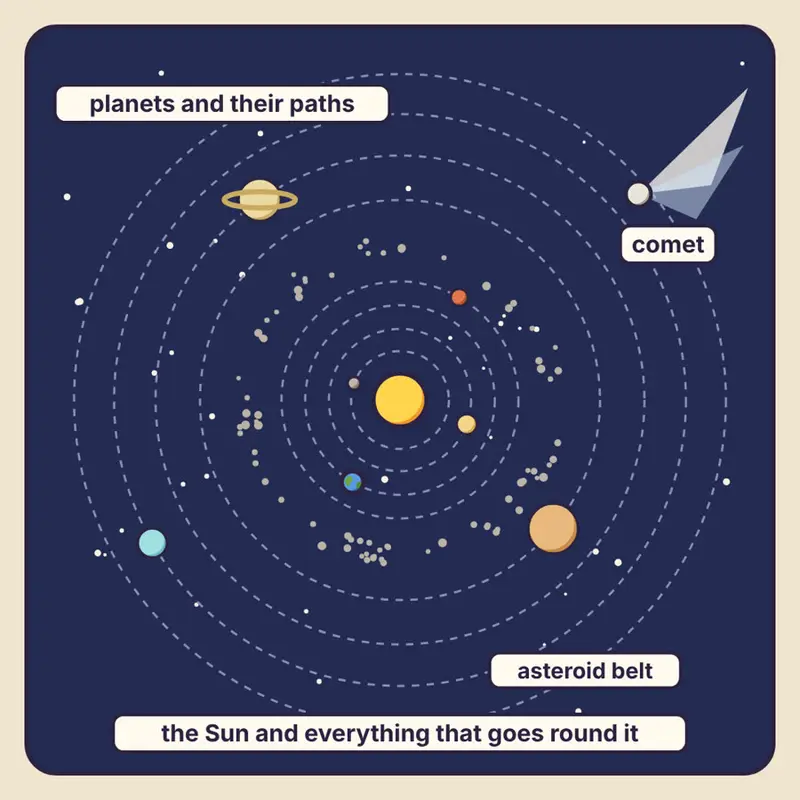 planets and their paths
comet
asteroid belt
the Sun and everything that goes round it